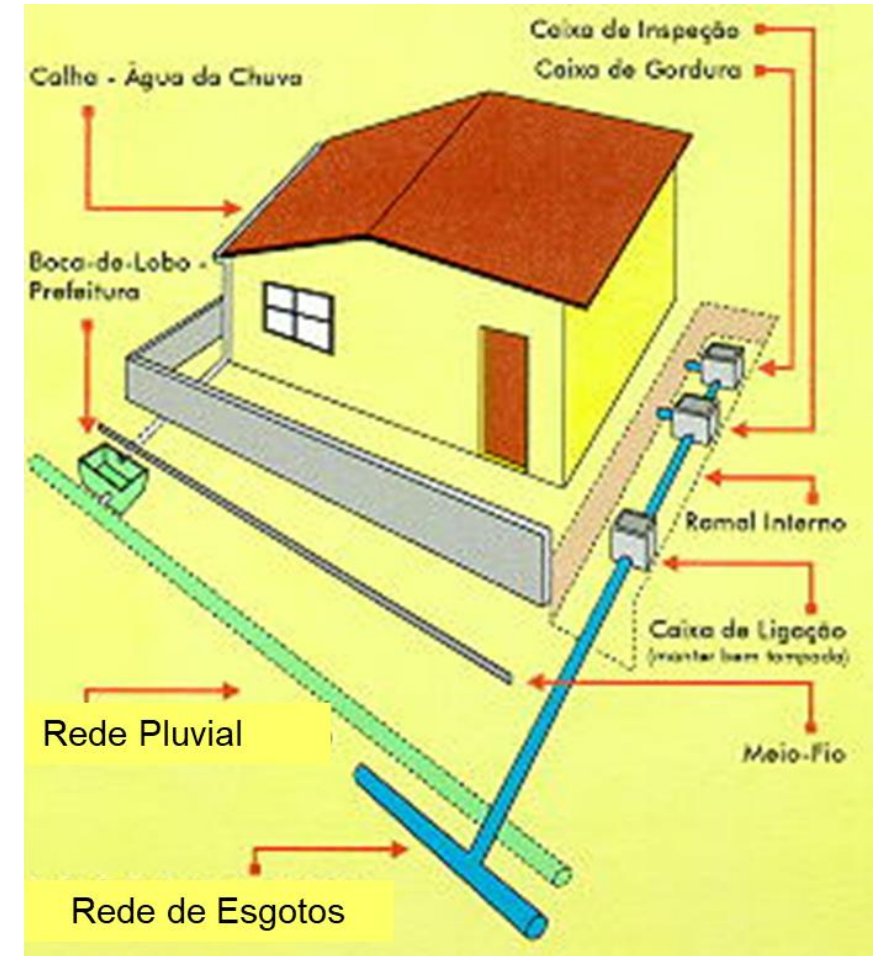 Caixa de Inspeção
Caixa de Gordura
Calha - Água da Chuva
Boca-de-Lobo -
Prefeitura
Ramal Interno
Caixa de Ligação
(manter bem tampada)
Meio-Fio
Rede Pluvial
Rede de Esgotos